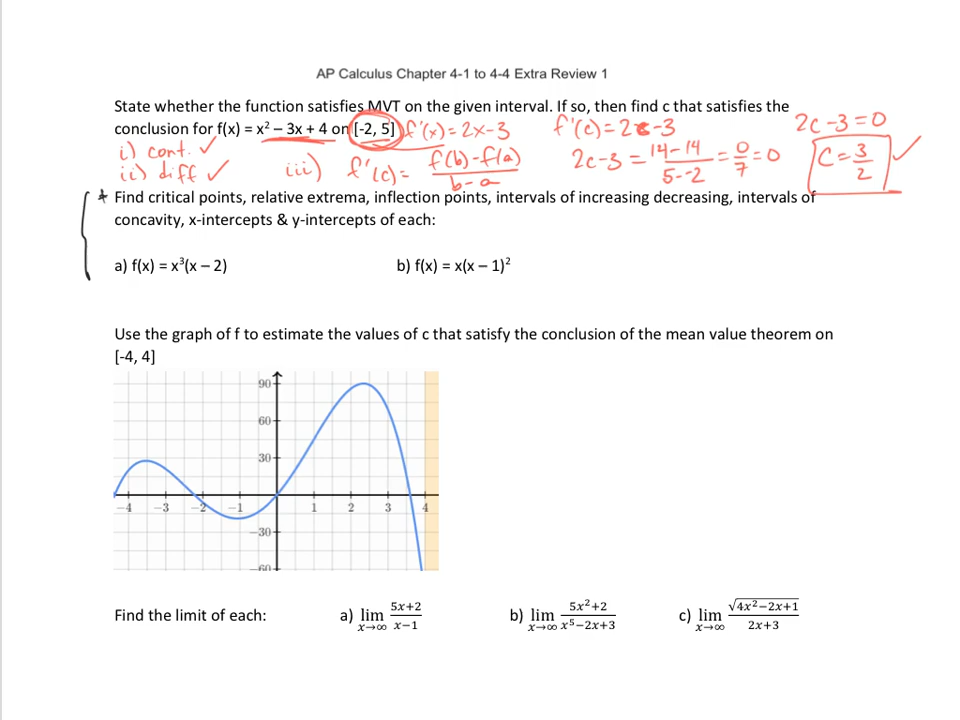 AP Calculus Chapter 4-1 to 4-4 Extra Review 1
State whether the function satisfies MVT on the given interval. If so, then find c that satisfies the
conclusion for f(x) = x² – 3x + 4 on [-2, 5] f'(x) = 2x-3 f'(c) = 2c-3 2c-3=0
i) cont. ✓
ii) diff ✓ iii) f'(c) = f(b)-f(a) / b-a 2c-3 = 14-14 / 5--2 = 0/7 = 0 c = 3/2 ✓
* Find critical points, relative extrema, inflection points, intervals of increasing decreasing, intervals of
concavity, x-intercepts & y-intercepts of each:
a) f(x) = x³(x – 2) b) f(x) = x(x – 1)²
Use the graph of f to estimate the values of c that satisfy the conclusion of the mean value theorem on
[-4, 4]
90
60
30
-4 -3 -2 -1 1 2 3 4
-30
-60
Find the limit of each: a) lim x→∞ 5x+2 / x−1 b) lim x→∞ 5x²+2 / x⁵−2x+3 c) lim x→∞ √4x²−2x+1 / 2x+3